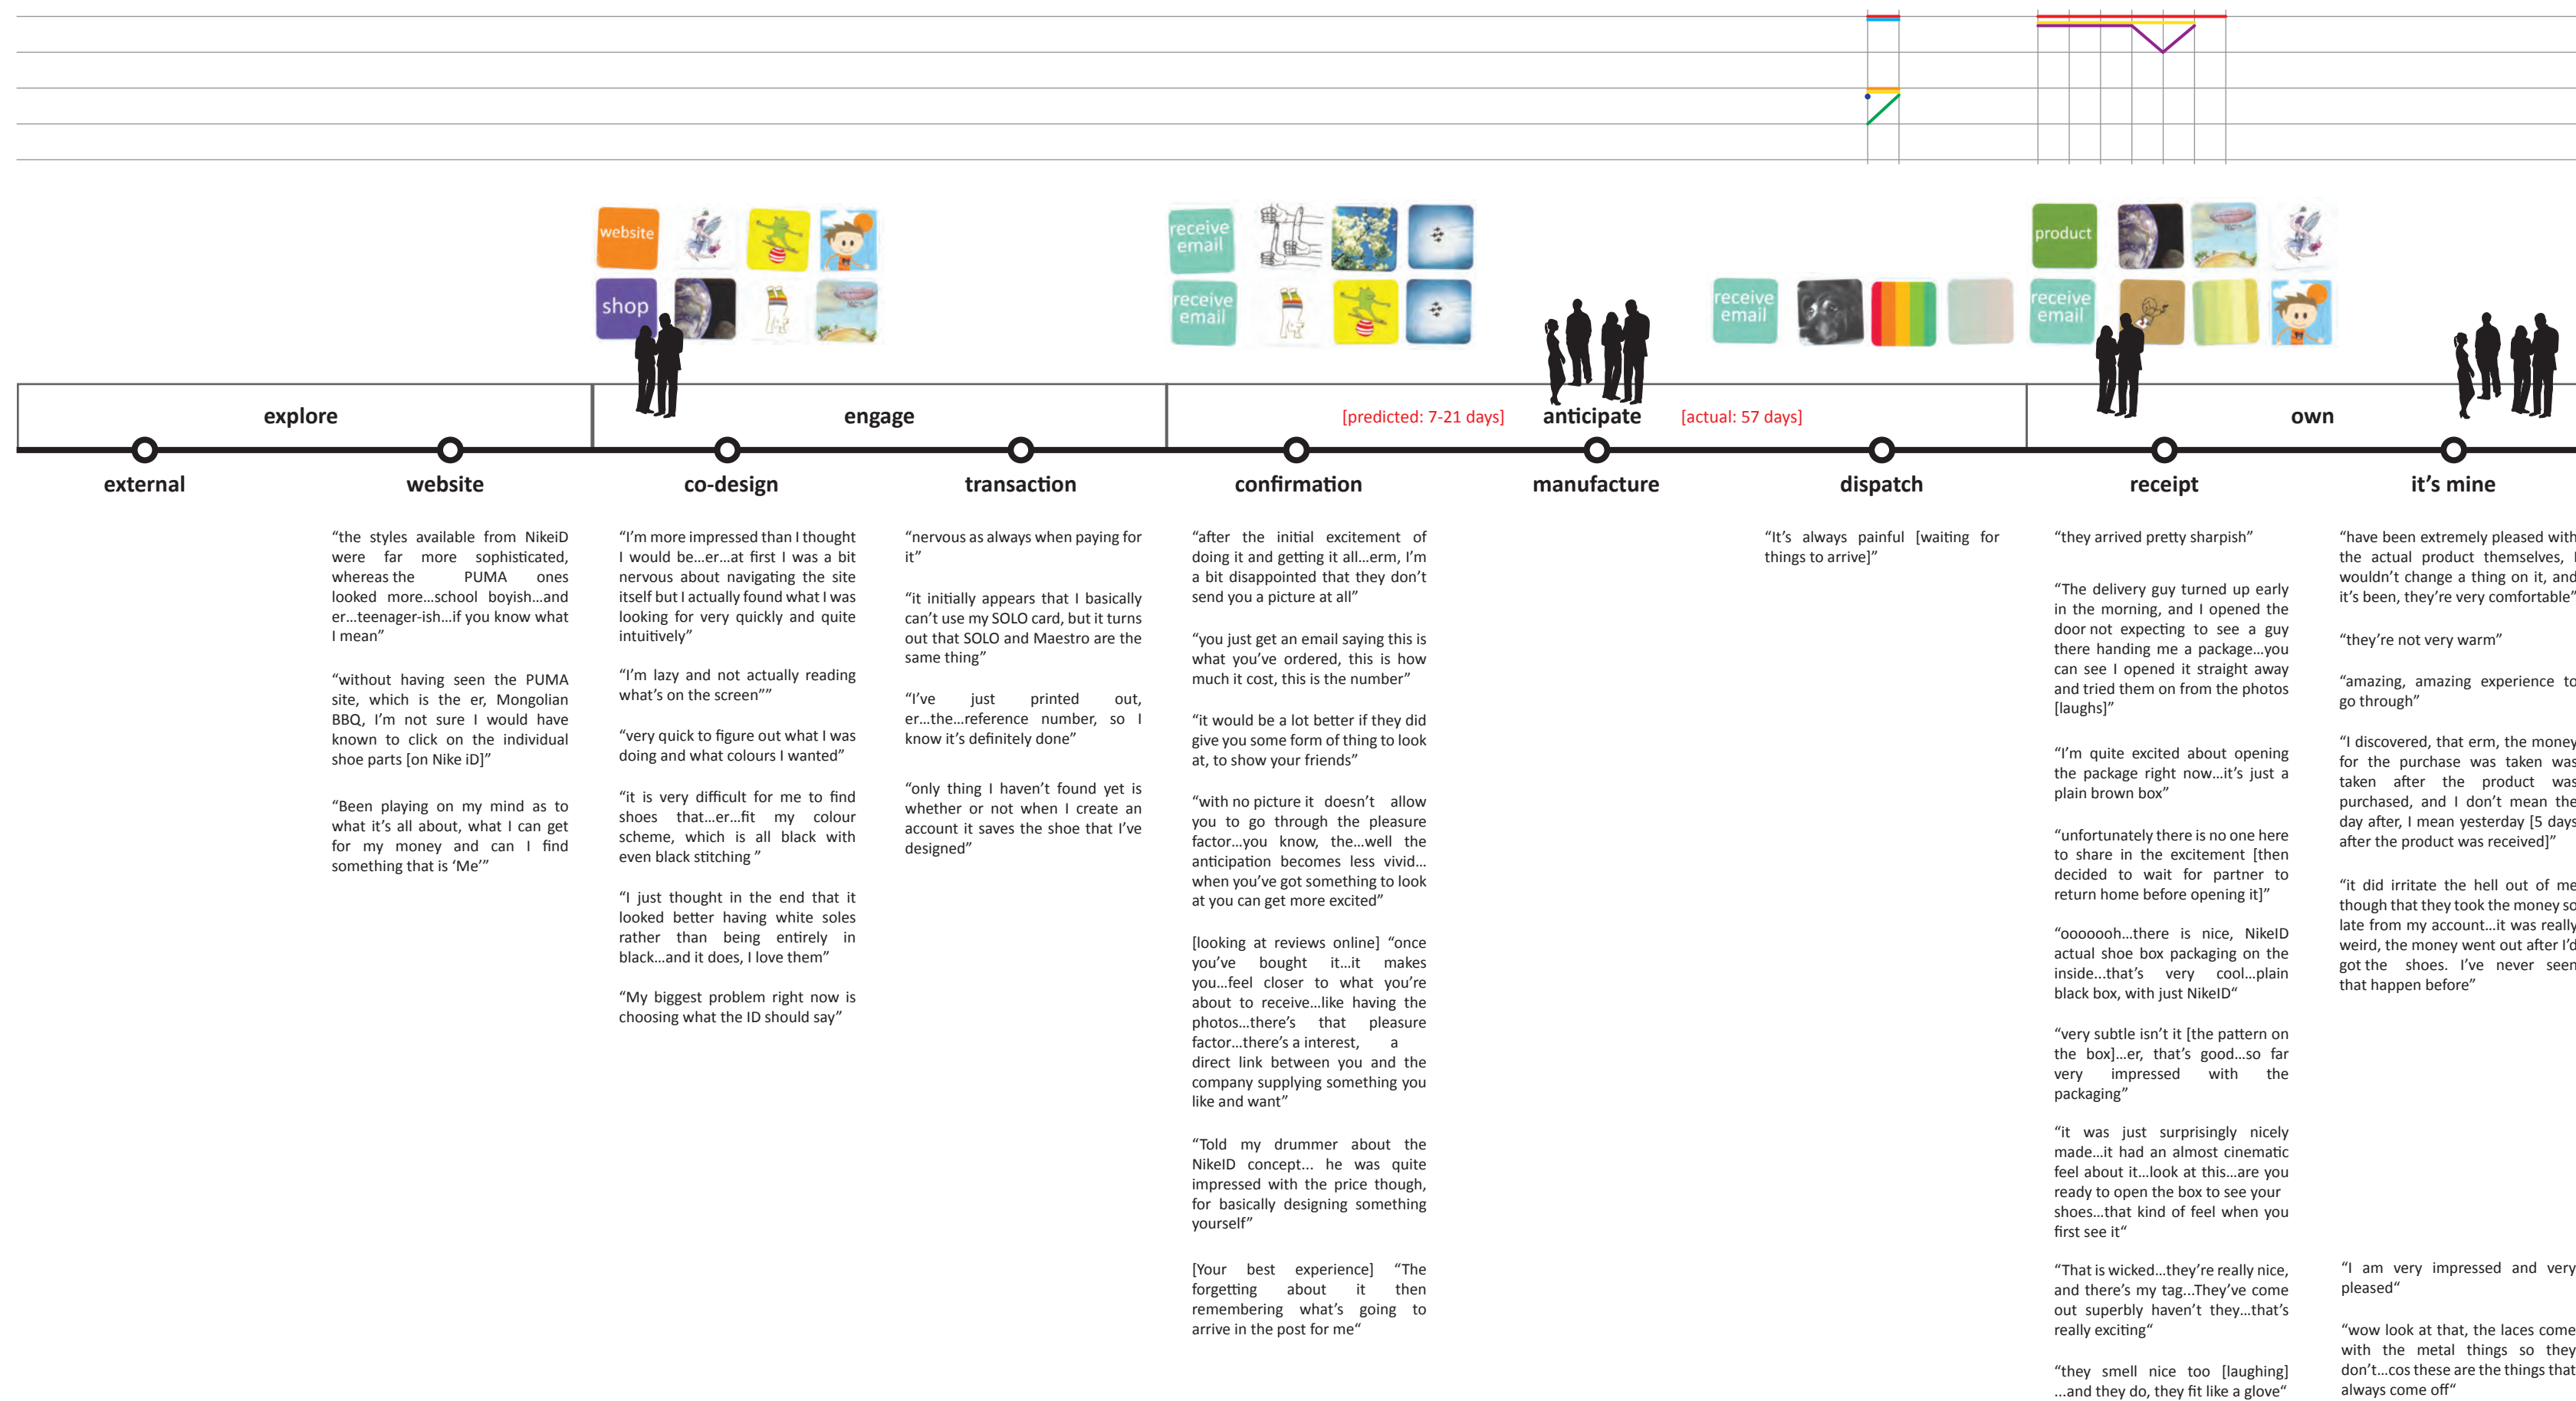 website
shop
receive
email
receive
email
receive
email
product
receive
email
explore
engage
[predicted: 7-21 days]
anticipate
[actual: 57 days]
own
external
website
co-design
transaction
confirmation
manufacture
dispatch
receipt
it’s mine
“the styles available from NikeiD
were far more sophisticated,
whereas the PUMA ones
looked more...school boyish...and
er...teenager-ish...if you know what
I mean”
“without having seen the PUMA
site, which is the er, Mongolian
BBQ, I’m not sure I would have
known to click on the individual
shoe parts [on Nike iD]”
“Been playing on my mind as to
what it’s all about, what I can get
for my money and can I find
something that is ‘Me’”
“I’m more impressed than I thought
I would be...er...at first I was a bit
nervous about navigating the site
itself but I actually found what I was
looking for very quickly and quite
intuitively”
“I’m lazy and not actually reading
what’s on the screen””
“very quick to figure out what I was
doing and what colours I wanted”
“it is very difficult for me to find
shoes that...er...fit my colour
scheme, which is all black with
even black stitching ”
“I just thought in the end that it
looked better having white soles
rather than being entirely in
black...and it does, I love them”
“My biggest problem right now is
choosing what the ID should say”
“nervous as always when paying for
it”
“it initially appears that I basically
can’t use my SOLO card, but it turns
out that SOLO and Maestro are the
same thing”
“I’ve just printed out,
er...the...reference number, so I
know it’s definitely done”
“only thing I haven’t found yet is
whether or not when I create an
account it saves the shoe that I’ve
designed”
“after the initial excitement of
doing it and getting it all...erm, I’m
a bit disappointed that they don’t
send you a picture at all”
“you just get an email saying this is
what you’ve ordered, this is how
much it cost, this is the number”
“it would be a lot better if they did
give you some form of thing to look
at, to show your friends”
“with no picture it doesn’t allow
you to go through the pleasure
factor...you know, the...well the
anticipation becomes less vivid...
when you’ve got something to look
at you can get more excited”
[looking at reviews online] “once
you’ve bought it...it makes
you...feel closer to what you’re
about to receive...like having the
photos...there’s that pleasure
factor...there’s a interest, a
direct link between you and the
company supplying something you
like and want”
“Told my drummer about the
NikeID concept... he was quite
impressed with the price though,
for basically designing something
yourself”
[Your best experience] “The
forgetting about it then
remembering what’s going to
arrive in the post for me“
“It’s always painful [waiting for
things to arrive]”
“they arrived pretty sharpish”
“The delivery guy turned up early
in the morning, and I opened the
door not expecting to see a guy
there handing me a package...you
can see I opened it straight away
and tried them on from the photos
[laughs]”
“I’m quite excited about opening
the package right now...it’s just a
plain brown box”
“unfortunately there is no one here
to share in the excitement [then
decided to wait for partner to
return home before opening it]”
“ooooooh...there is nice, NikeID
actual shoe box packaging on the
inside...that’s very cool...plain
black box, with just NikeID“
“very subtle isn’t it [the pattern on
the box]...er, that’s good...so far
very impressed with the
packaging”
“it was just surprisingly nicely
made...it had an almost cinematic
feel about it...look at this...are you
ready to open the box to see your
shoes...that kind of feel when you
first see it“
“That is wicked...they’re really nice,
and there’s my tag...They’ve come
out superbly haven’t they...that’s
really exciting“
“they smell nice too [laughing]
...and they do, they fit like a glove“
“have been extremely pleased with
the actual product themselves, I
wouldn’t change a thing on it, and
it’s been, they’re very comfortable”
“they’re not very warm”
“amazing, amazing experience to
go through”
“I discovered, that erm, the money
for the purchase was taken was
taken after the product was
purchased, and I don’t mean the
day after, I mean yesterday [5 days
after the product was received]”
“it did irritate the hell out of me
though that they took the money so
late from my account...it was really
weird, the money went out after I’d
got the shoes. I’ve never seen
that happen before”
“I am very impressed and very
pleased“
“wow look at that, the laces come
with the metal things so they
don’t...cos these are the things that
always come off“